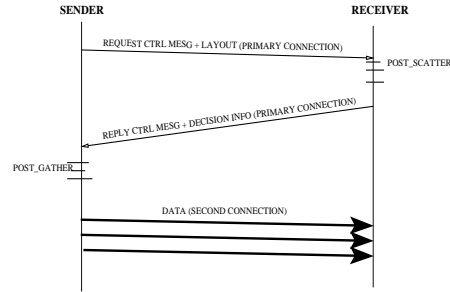 SENDER
RECEIVER
REQUEST CTRL MESG + LAYOUT (PRIMARY CONNECTION)
POST_SCATTER
REPLY CTRL MESG + DECISION INFO (PRIMARY CONNECTION)
POST_GATHER
DATA (SECOND CONNECTION)